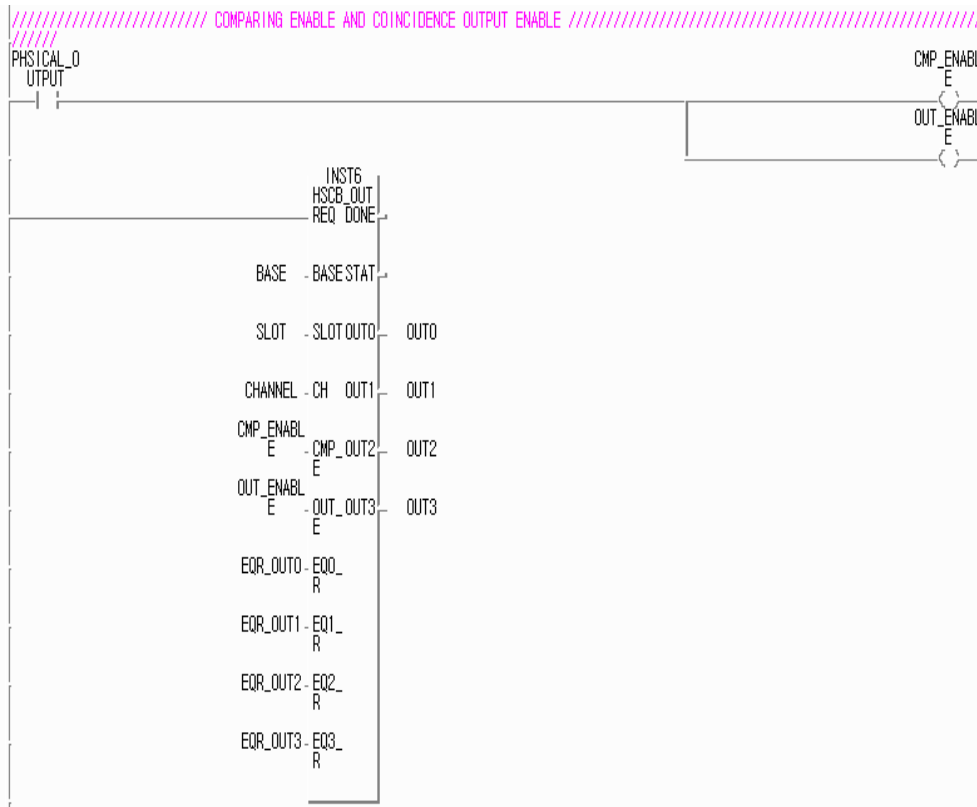 ////////////////////////// COMPARING ENABLE AND COINCIDENCE OUTPUT ENABLE ////////////////////////////////////////////////////////
//////
PHSICAL_O
UTPUT
CMP_ENABL
E
OUT_ENABL
E
INST6
HSCB_OUT
REQ DONE
BASE BASE STAT
SLOT SLOT OUT0 OUT0
CHANNEL CH OUT1 OUT1
CMP_ENABL
E CMP_ OUT2 OUT2
E
OUT_ENABL
E OUT_ OUT3 OUT3
E
EQR_OUT0 EQ0_
R
EQR_OUT1 EQ1_
R
EQR_OUT2 EQ2_
R
EQR_OUT3 EQ3_
R